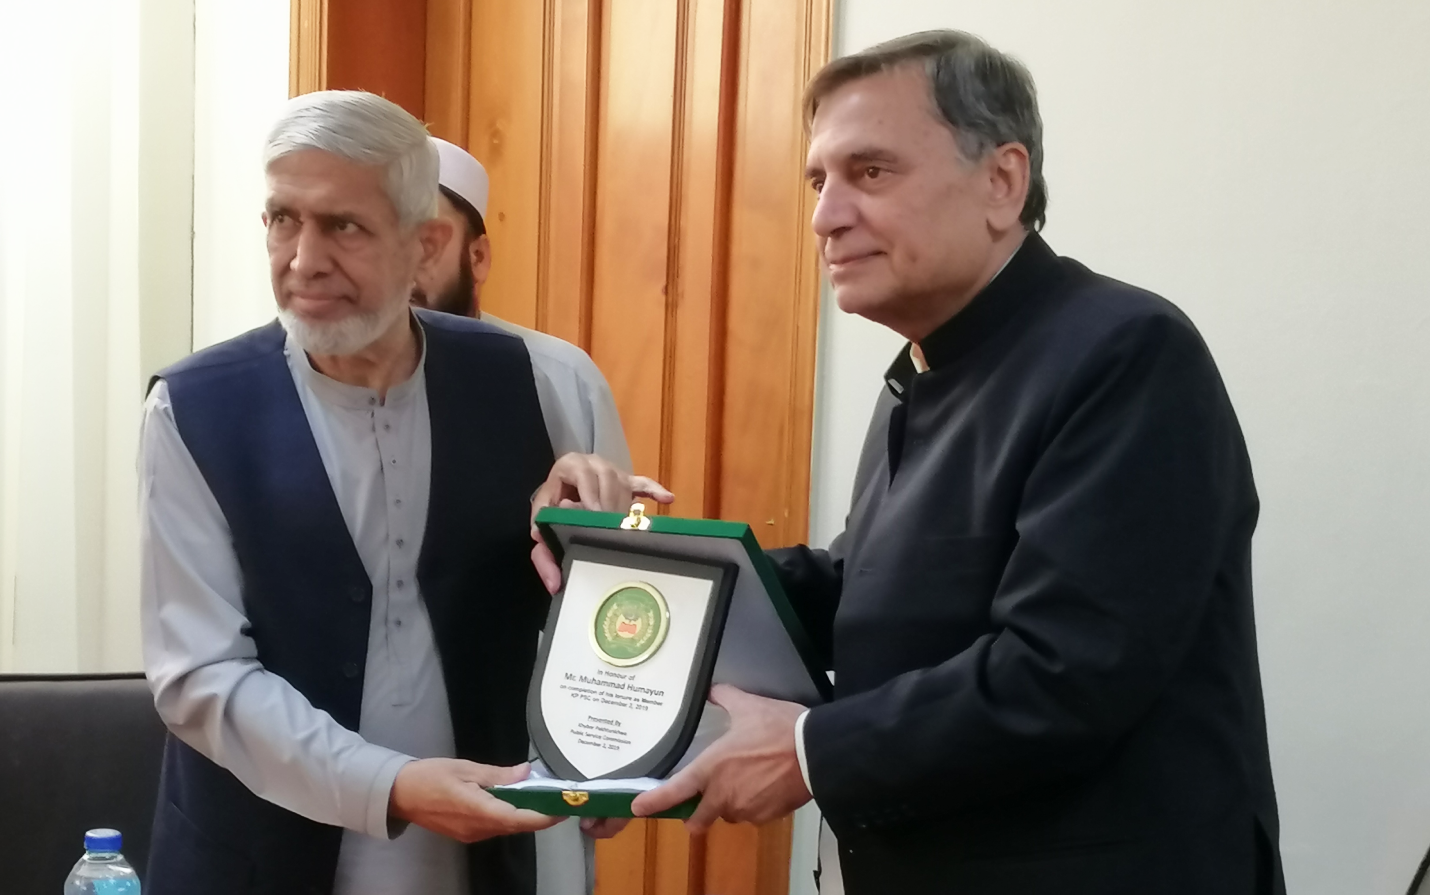 In Honour of
Mr. Muhammad Humayun
on completion of his tenure as Member
KP PSC on December 2, 2019
Presented By
Khyber Pakhtunkhwa
Public Service Commission
December 2, 2019